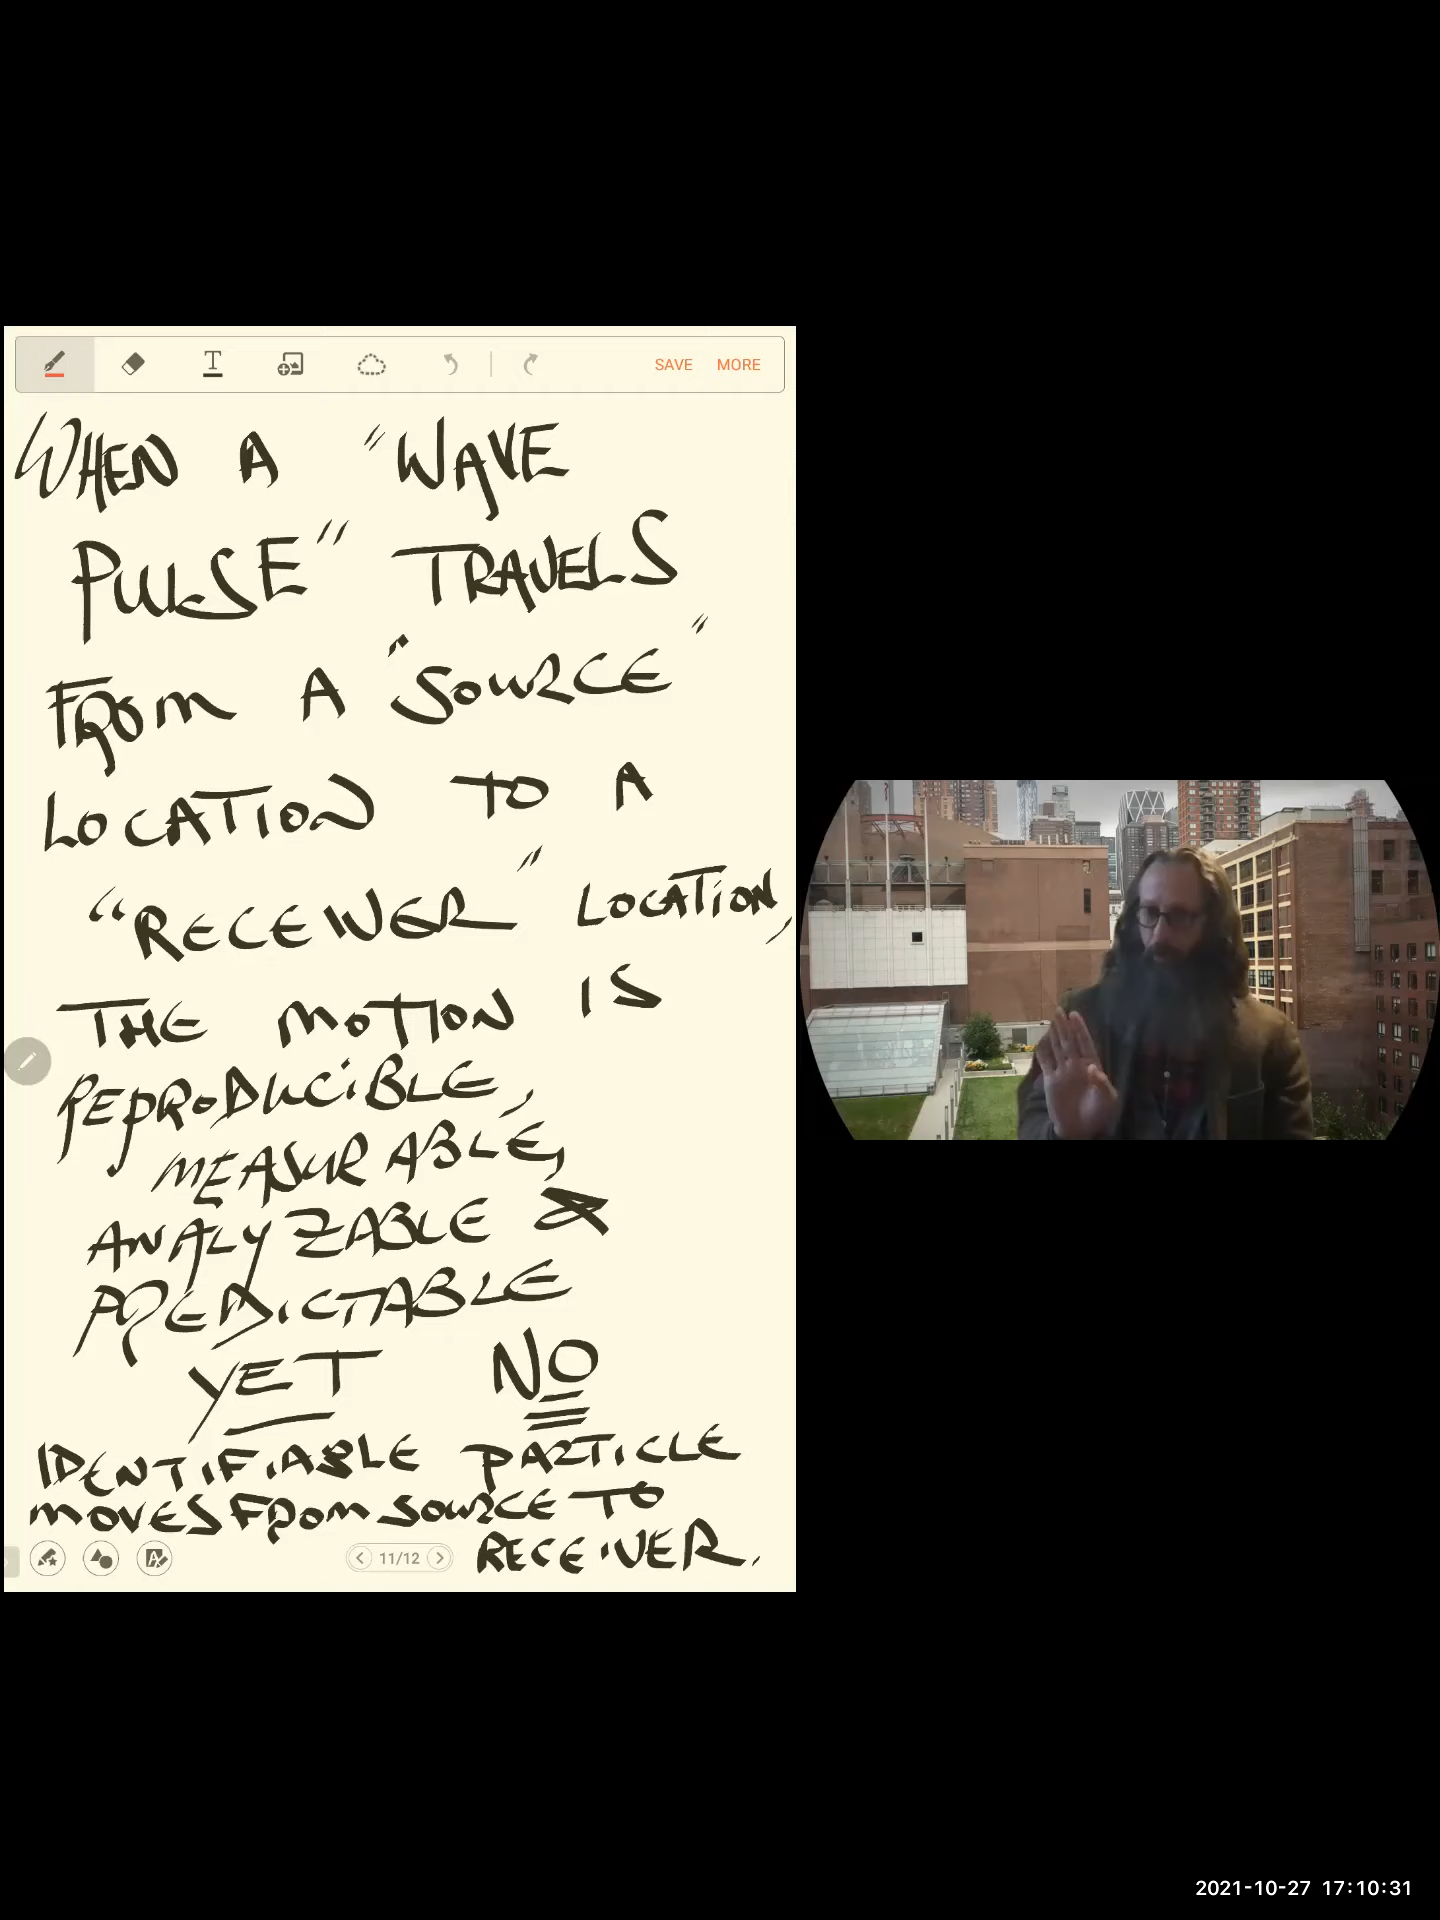 SAVE MORE
WHEN A "WAVE
PULSE" TRAVELS
FROM A "SOURCE"
LOCATION TO A
"RECEIVER" LOCATION,
THE MOTION IS
REPRODUCIBLE,
MEASURABLE,
ANALYZABLE &
PREDICTABLE
YET NO
IDENTIFIABLE PARTICLE
MOVES FROM SOURCE TO
RECEIVER.
11/12
2021-10-27 17:10:31